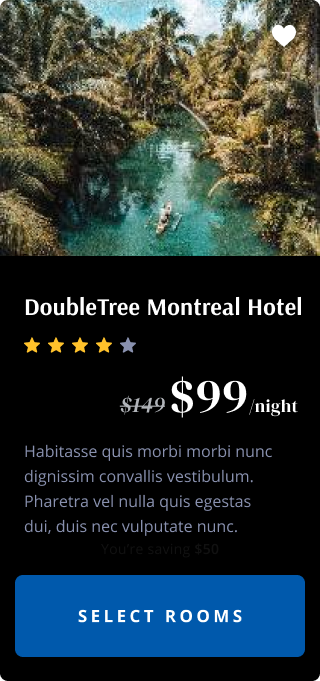 DoubleTree Montreal Hotel
$149 $99/night
Habitasse quis morbi morbi nunc
dignissim convallis vestibulum.
Pharetra vel nulla quis egestas
dui, duis nec vulputate nunc.
You're saving $50
SELECT ROOMS